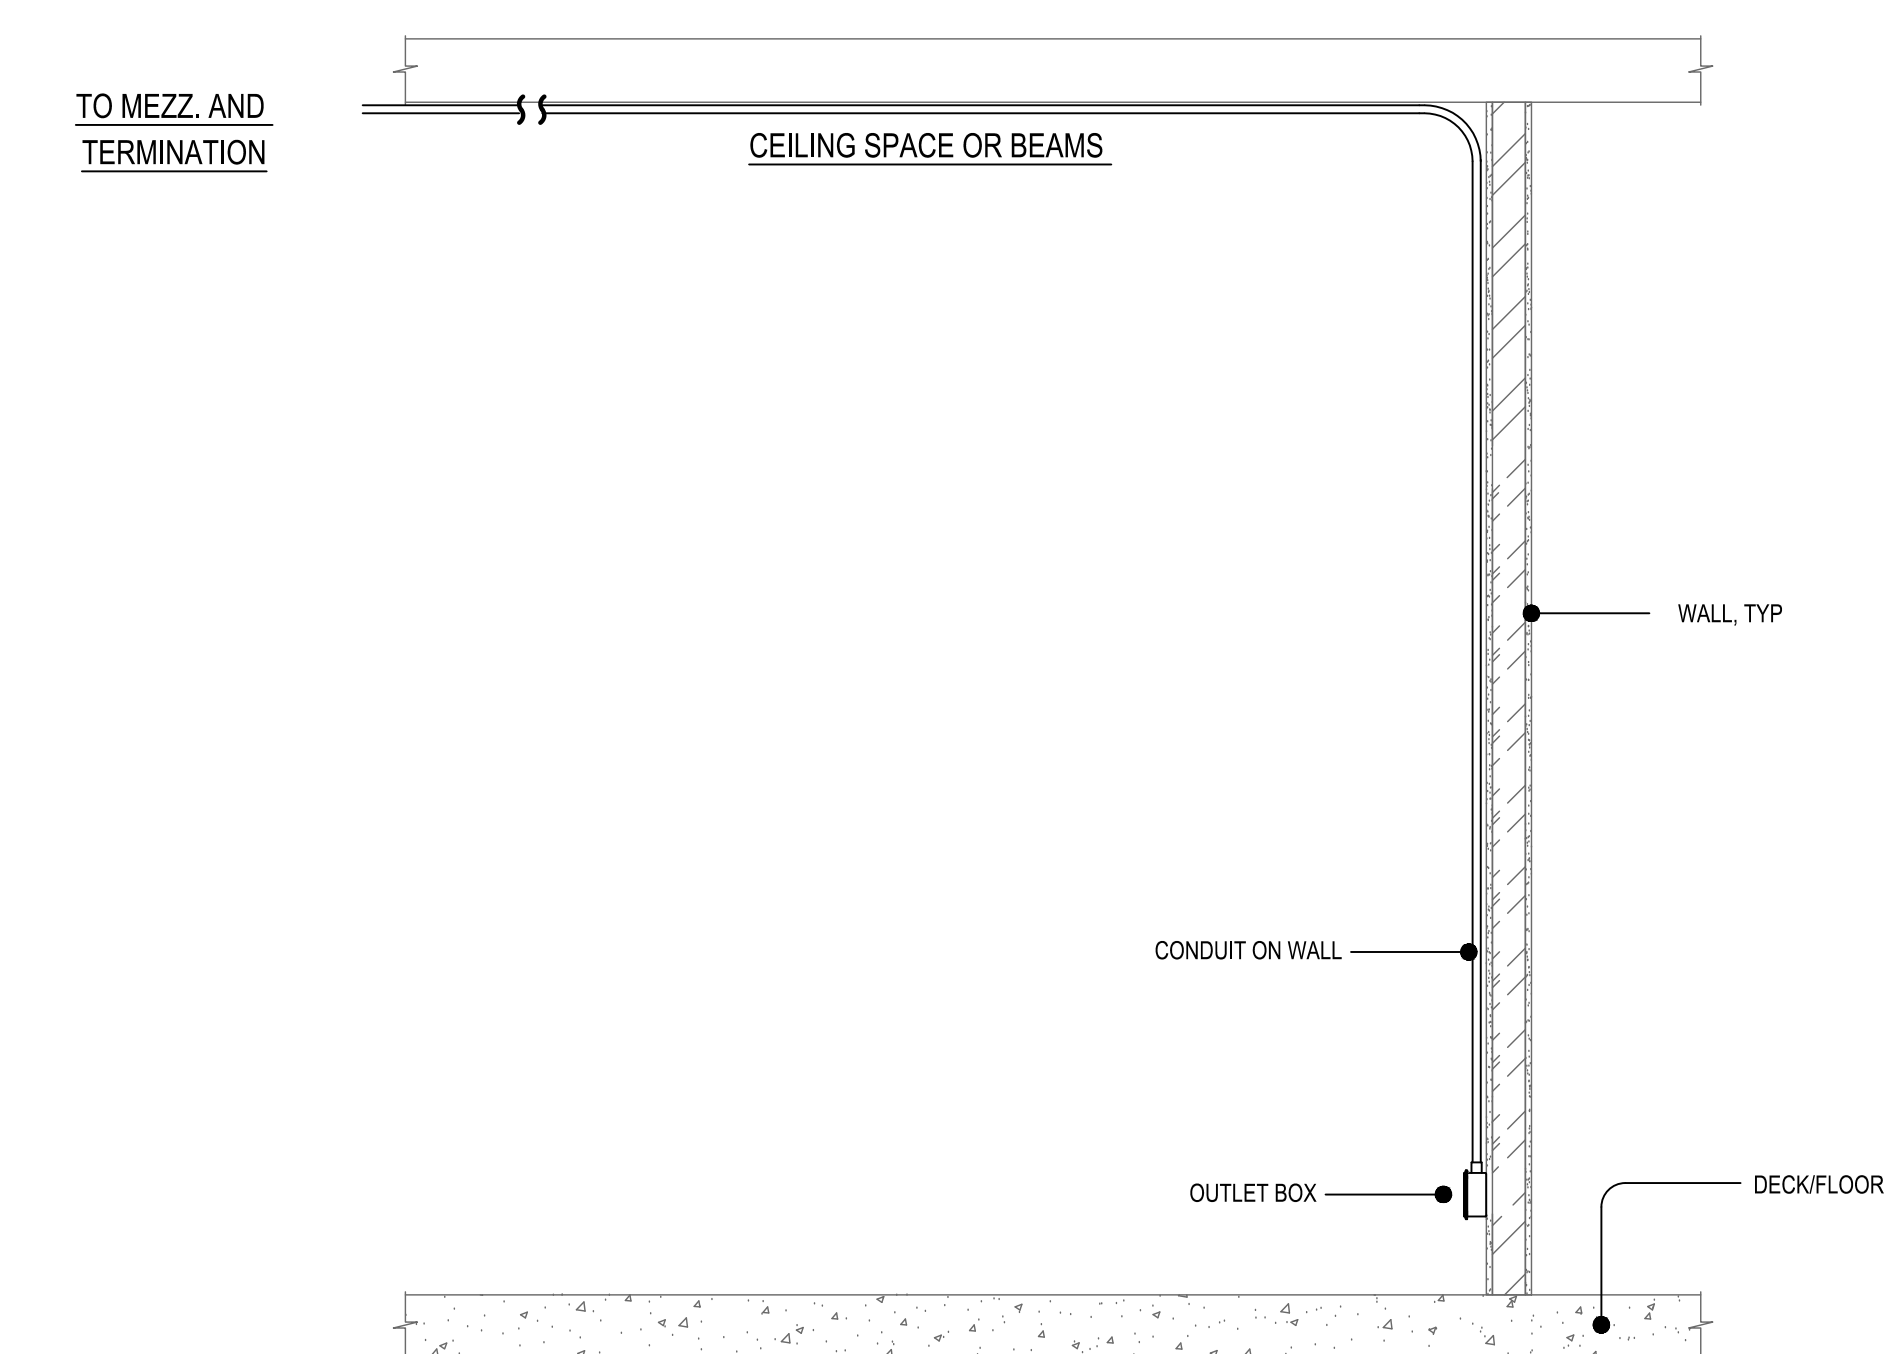 TO MEZZ. AND
TERMINATION
CEILING SPACE OR BEAMS
WALL, TYP
CONDUIT ON WALL
OUTLET BOX
DECK/FLOOR